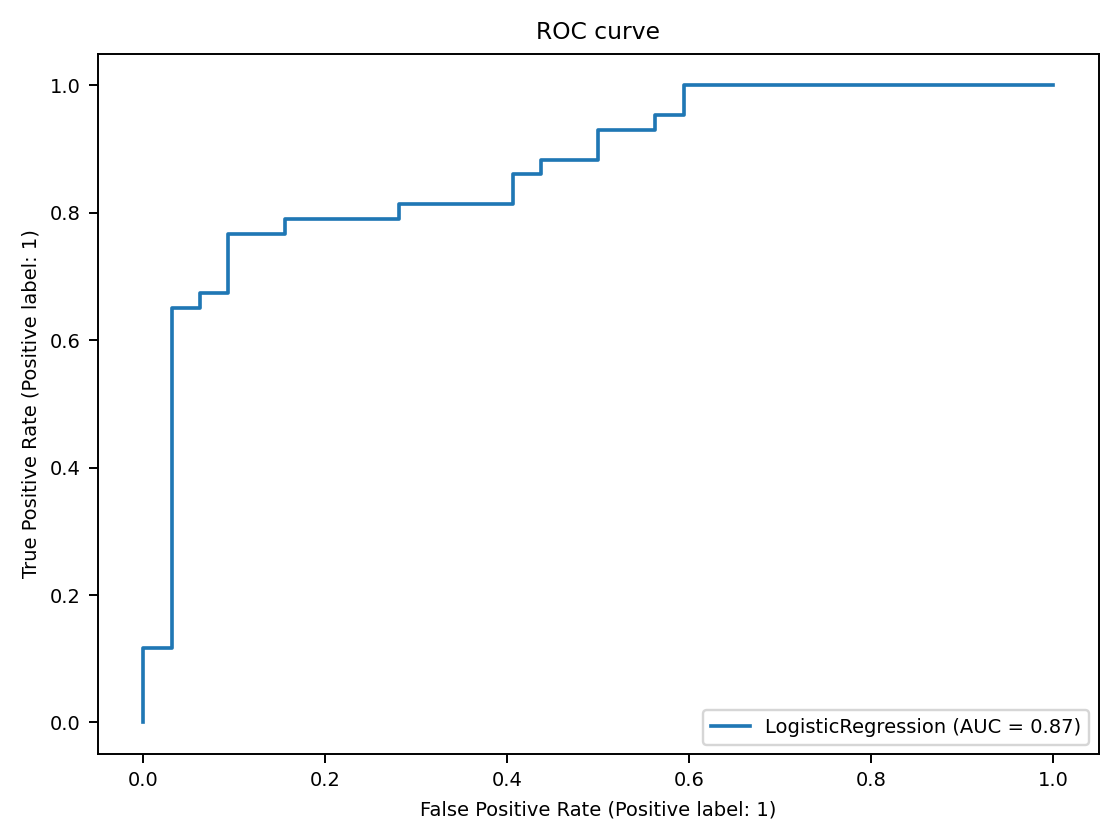 ROC curve
1.0
0.8
0.6
0.4
0.2
0.0
True Positive Rate (Positive label: 1)
LogisticRegression (AUC = 0.87)
0.0 0.2 0.4 0.6 0.8 1.0
False Positive Rate (Positive label: 1)